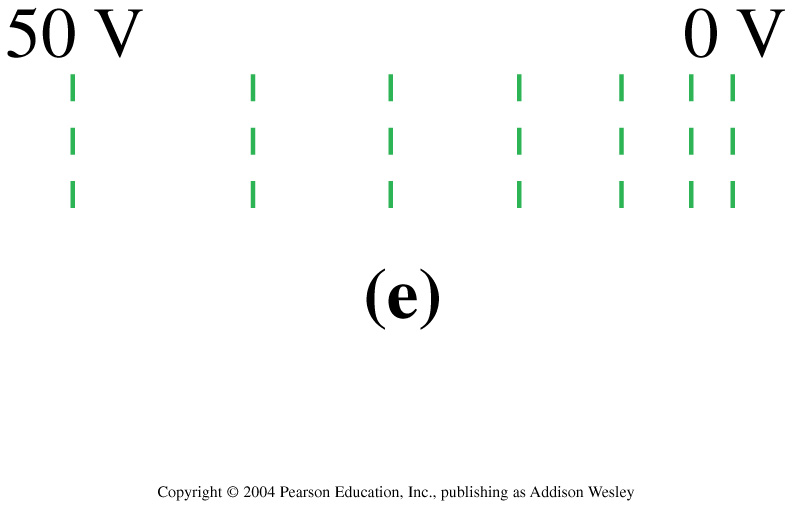 50 V 0 V
(e)
Copyright © 2004 Pearson Education, Inc., publishing as Addison Wesley